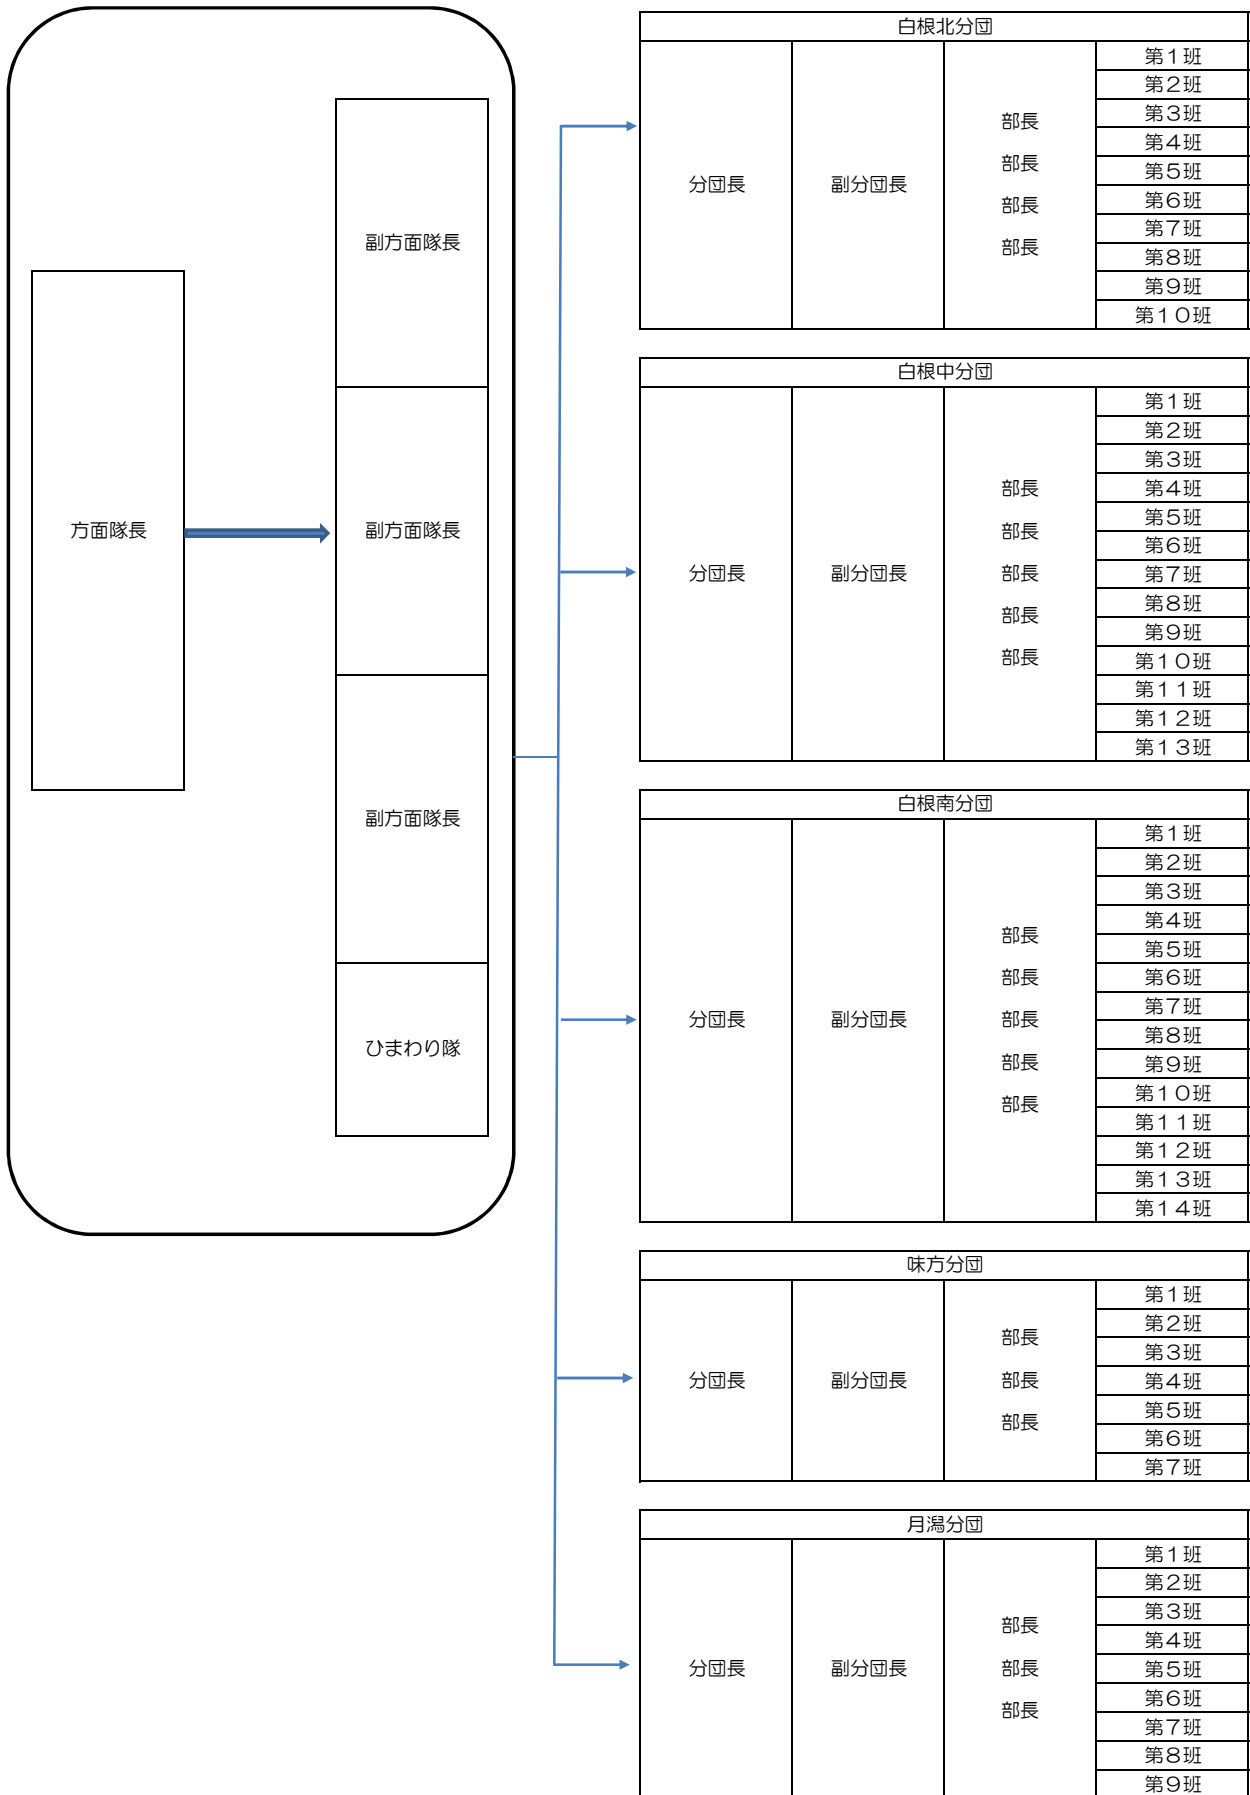 方面隊長
副方面隊長
副方面隊長
副方面隊長
ひまわり隊
白根北分団
分団長
副分団長
部長
部長
部長
部長
第１班
第２班
第３班
第４班
第５班
第６班
第７班
第８班
第９班
第１０班
白根中分団
分団長
副分団長
部長
部長
部長
部長
部長
第１班
第２班
第３班
第４班
第５班
第６班
第７班
第８班
第９班
第１０班
第１１班
第１２班
第１３班
白根南分団
分団長
副分団長
部長
部長
部長
部長
部長
第１班
第２班
第３班
第４班
第５班
第６班
第７班
第８班
第９班
第１０班
第１１班
第１２班
第１３班
第１４班
味方分団
分団長
副分団長
部長
部長
部長
第１班
第２班
第３班
第４班
第５班
第６班
第７班
月潟分団
分団長
副分団長
部長
部長
部長
第１班
第２班
第３班
第４班
第５班
第６班
第７班
第８班
第９班